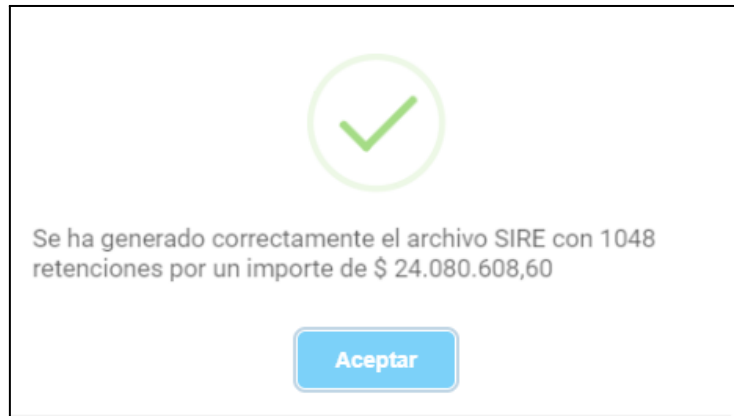 Se ha generado correctamente el archivo SIRE con 1048
retenciones por un importe de $ 24.080.608,60
Aceptar